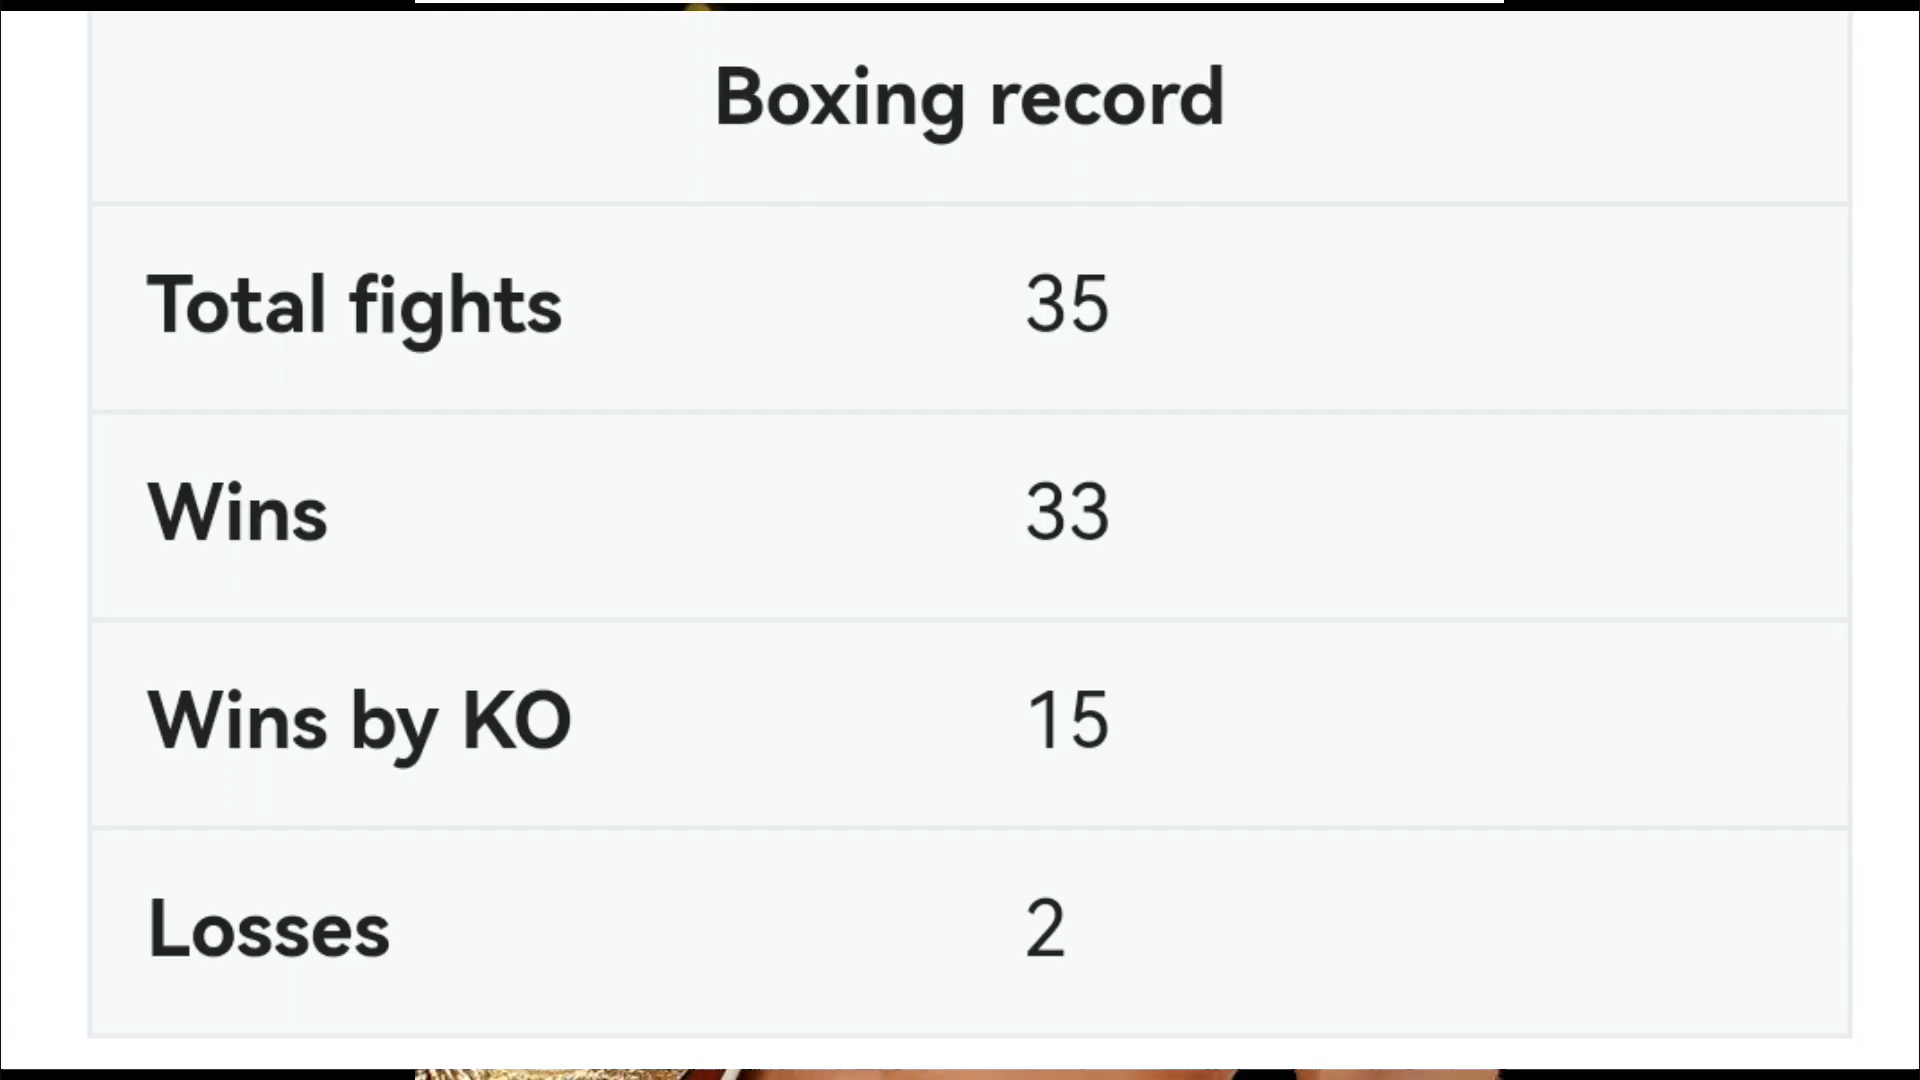 Boxing record
Total fights 35
Wins 33
Wins by KO 15
Losses 2